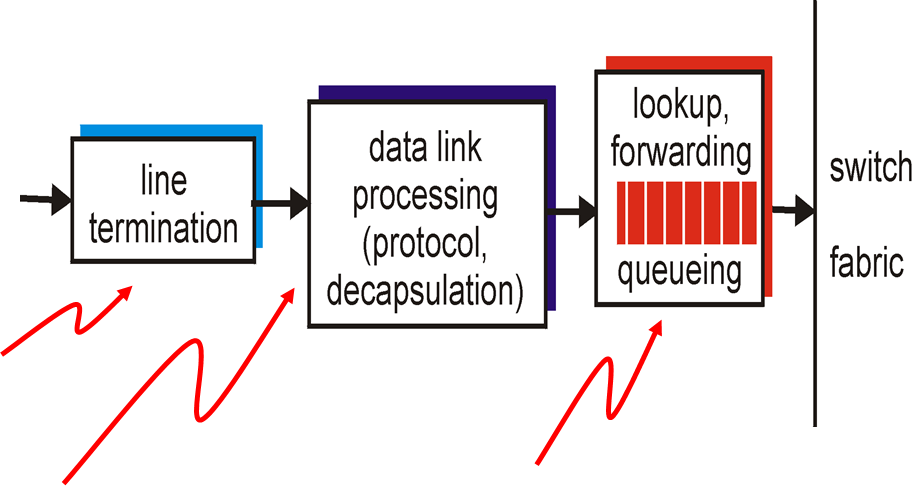 line
termination
data link
processing
(protocol,
decapsulation)
lookup,
forwarding
queueing
switch
fabric